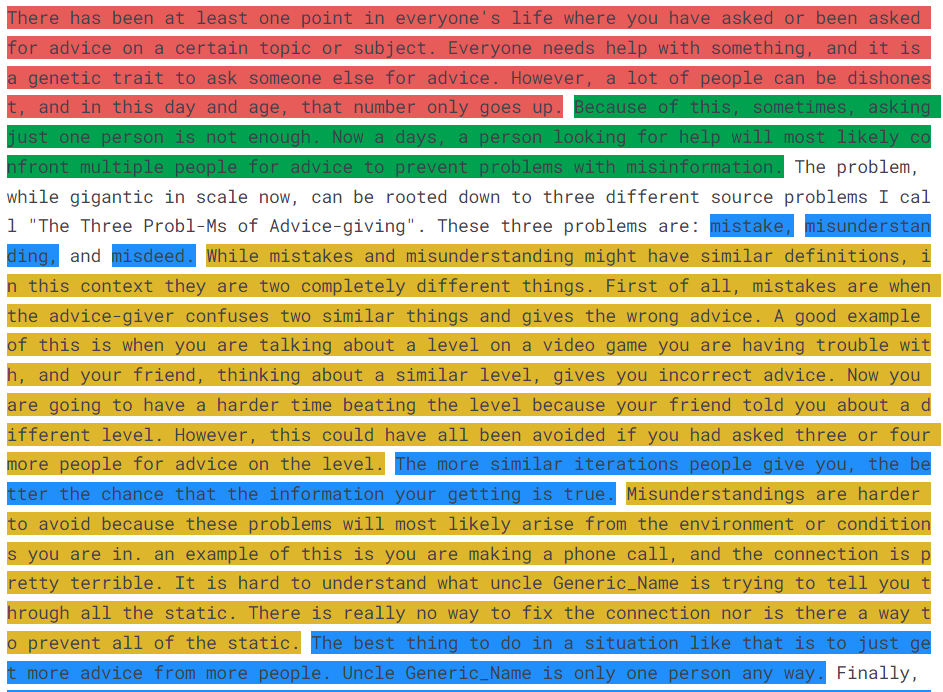 There has been at least one point in everyone's life where you have asked or been asked
for advice on a certain topic or subject. Everyone needs help with something, and it is
a genetic trait to ask someone else for advice. However, a lot of people can be dishones
t, and in this day and age, that number only goes up. Because of this, sometimes, asking
just one person is not enough. Now a days, a person looking for help will most likely co
nfront multiple people for advice to prevent problems with misinformation. The problem,
while gigantic in scale now, can be rooted down to three different source problems I cal
l "The Three Probl-Ms of Advice-giving". These three problems are: mistake, misunderstan
ding, and misdeed. While mistakes and misunderstanding might have similar definitions, i
n this context they are two completely different things. First of all, mistakes are when
the advice-giver confuses two similar things and gives the wrong advice. A good example
of this is when you are talking about a level on a video game you are having trouble wit
h, and your friend, thinking about a similar level, gives you incorrect advice. Now you
are going to have a harder time beating the level because your friend told you about a d
ifferent level. However, this could have all been avoided if you had asked three or four
more people for advice on the level. The more similar iterations people give you, the be
tter the chance that the information your getting is true. Misunderstandings are harder
to avoid because these problems will most likely arise from the environment or condition
s you are in. an example of this is you are making a phone call, and the connection is p
retty terrible. It is hard to understand what uncle Generic_Name is trying to tell you t
hrough all the static. There is really no way to fix the connection nor is there a way t
o prevent all of the static. The best thing to do in a situation like that is to just ge
t more advice from more people. Uncle Generic_Name is only one person any way. Finally,